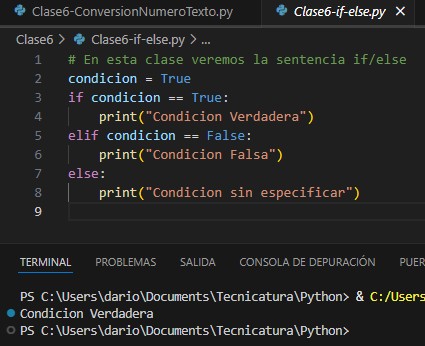 Clase6-ConversionNumeroTexto.py Clase6-if-else.py ×
Clase6 > Clase6-if-else.py > ...
1 # En esta clase veremos la sentencia if/else
2 condicion = True
3 if condicion == True:
4     print("Condicion Verdadera")
5 elif condicion == False:
6     print("Condicion Falsa")
7 else:
8     print("Condicion sin especificar")
9
TERMINAL PROBLEMAS SALIDA CONSOLA DE DEPURACIÓN PUER
PS C:\Users\dario\Documents\Tecnicatura\Python> & C:/Users
Condicion Verdadera
PS C:\Users\dario\Documents\Tecnicatura\Python>